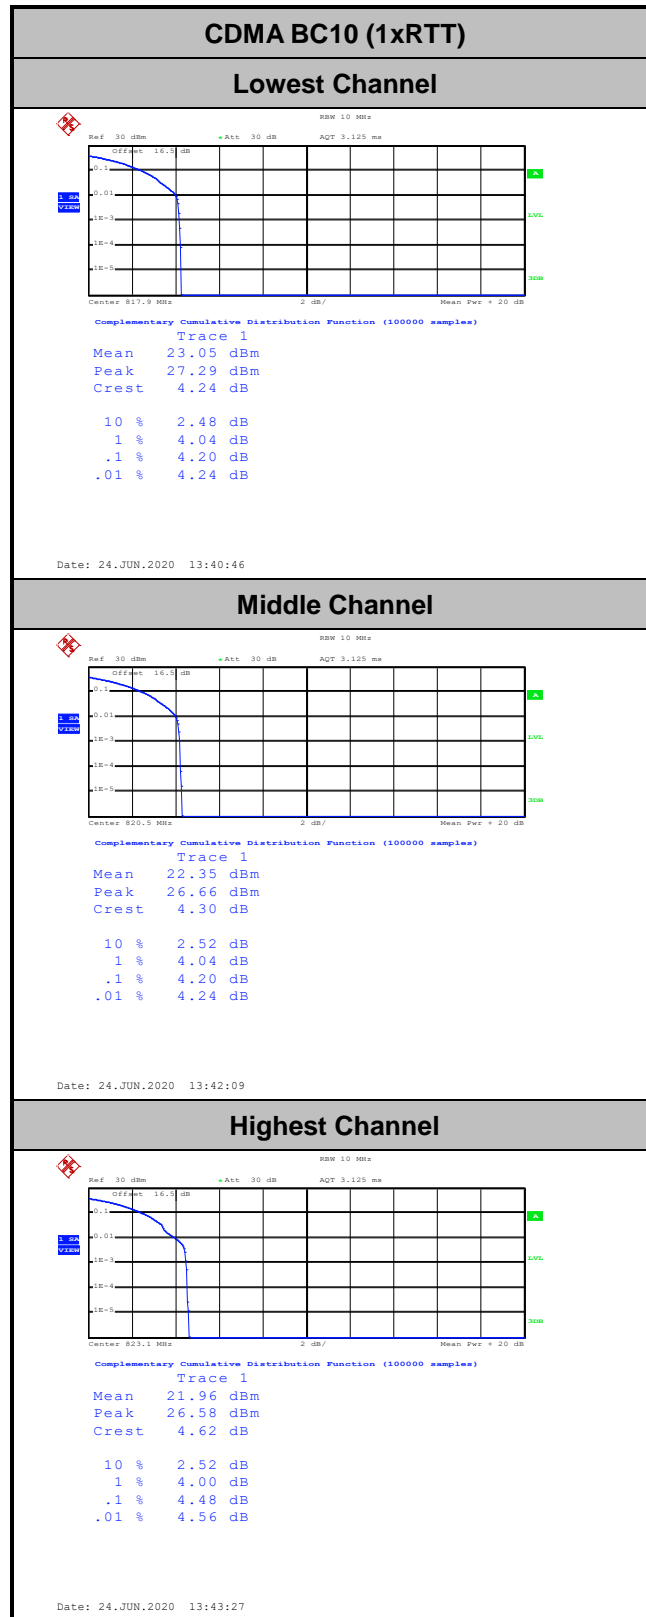 CDMA BC10 (1xRTT)
Lowest Channel
RBW 10 MHz
Ref 30 dBm *Att 30 dB AQT 3.125 ms
Offset 16.5 dB
0.1
A
0.01
1 SA
VIEW
1E-3
LVL
1E-4
1E-5
3DB
Center 817.9 MHz 2 dB/ Mean Pwr + 20 dB
Complementary Cumulative Distribution Function (100000 samples)
Trace 1
Mean 23.05 dBm
Peak 27.29 dBm
Crest 4.24 dB
10 % 2.48 dB
1 % 4.04 dB
.1 % 4.20 dB
.01 % 4.24 dB
Date: 24.JUN.2020 13:40:46
Middle Channel
RBW 10 MHz
Ref 30 dBm *Att 30 dB AQT 3.125 ms
Offset 16.5 dB
0.1
A
0.01
1 SA
VIEW
1E-3
LVL
1E-4
1E-5
3DB
Center 820.5 MHz 2 dB/ Mean Pwr + 20 dB
Complementary Cumulative Distribution Function (100000 samples)
Trace 1
Mean 22.35 dBm
Peak 26.66 dBm
Crest 4.30 dB
10 % 2.52 dB
1 % 4.04 dB
.1 % 4.20 dB
.01 % 4.24 dB
Date: 24.JUN.2020 13:42:09
Highest Channel
RBW 10 MHz
Ref 30 dBm *Att 30 dB AQT 3.125 ms
Offset 16.5 dB
0.1
A
0.01
1 SA
VIEW
1E-3
LVL
1E-4
1E-5
3DB
Center 823.1 MHz 2 dB/ Mean Pwr + 20 dB
Complementary Cumulative Distribution Function (100000 samples)
Trace 1
Mean 21.96 dBm
Peak 26.58 dBm
Crest 4.62 dB
10 % 2.52 dB
1 % 4.00 dB
.1 % 4.48 dB
.01 % 4.56 dB
Date: 24.JUN.2020 13:43:27